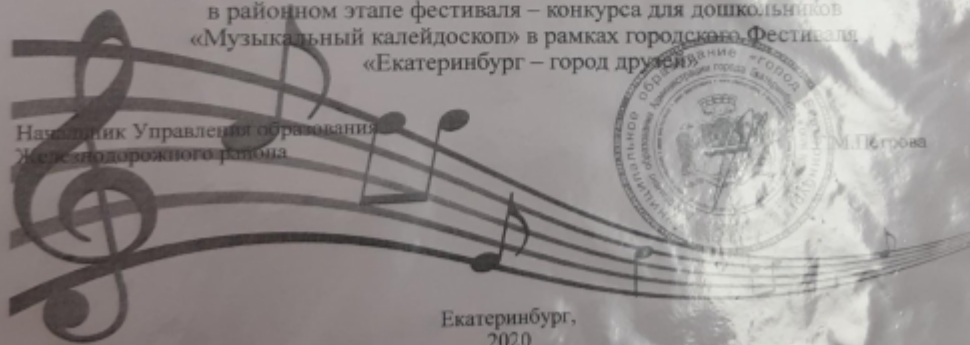 в районном этапе фестиваля – конкурса для дошкольников
«Музыкальный калейдоскоп» в рамках городского Фестиваля
«Екатеринбург – город друзей»
Начальник Управления образования
Железнодорожного района
М.Петрова
Екатеринбург,
2020